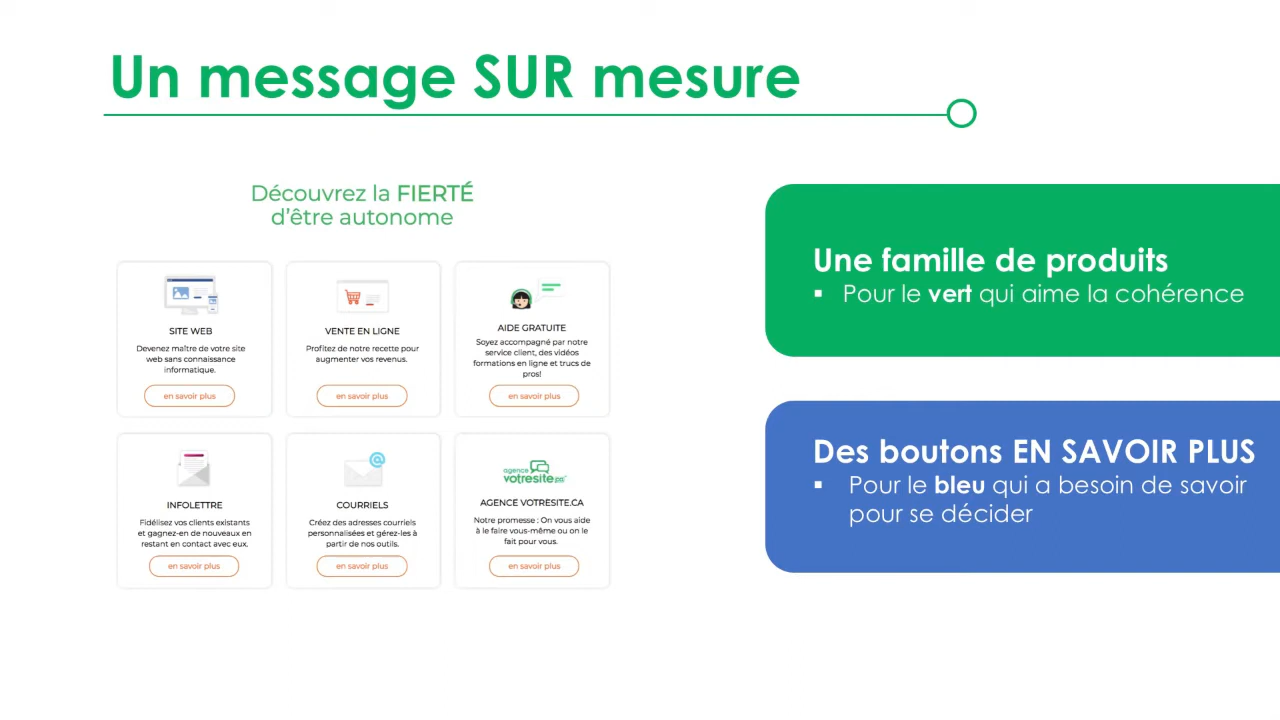 Un message SUR mesure
Découvrez la FIERTÉ
d'être autonome
SITE WEB
Devenez maître de votre site
web sans connaissance
informatique.
en savoir plus
VENTE EN LIGNE
Profitez de notre recette pour
augmenter vos revenus.
en savoir plus
AIDE GRATUITE
Soyez accompagné par notre
service client, des vidéos
formations en ligne et trucs de
pros!
en savoir plus
INFOLETTRE
Fidélisez vos clients existants
et gagnez-en de nouveaux en
restant en contact avec eux.
en savoir plus
@
COURRIELS
Créez des adresses courriels
personnalisées et gérez-les à
partir de nos outils.
en savoir plus
agence
votresite.ca
AGENCE VOTRESITE.CA
Notre promesse : On vous aide
à le faire vous-même ou on le
fait pour vous.
en savoir plus
Une famille de produits
▪ Pour le vert qui aime la cohérence
Des boutons EN SAVOIR PLUS
▪ Pour le bleu qui a besoin de savoir
pour se décider